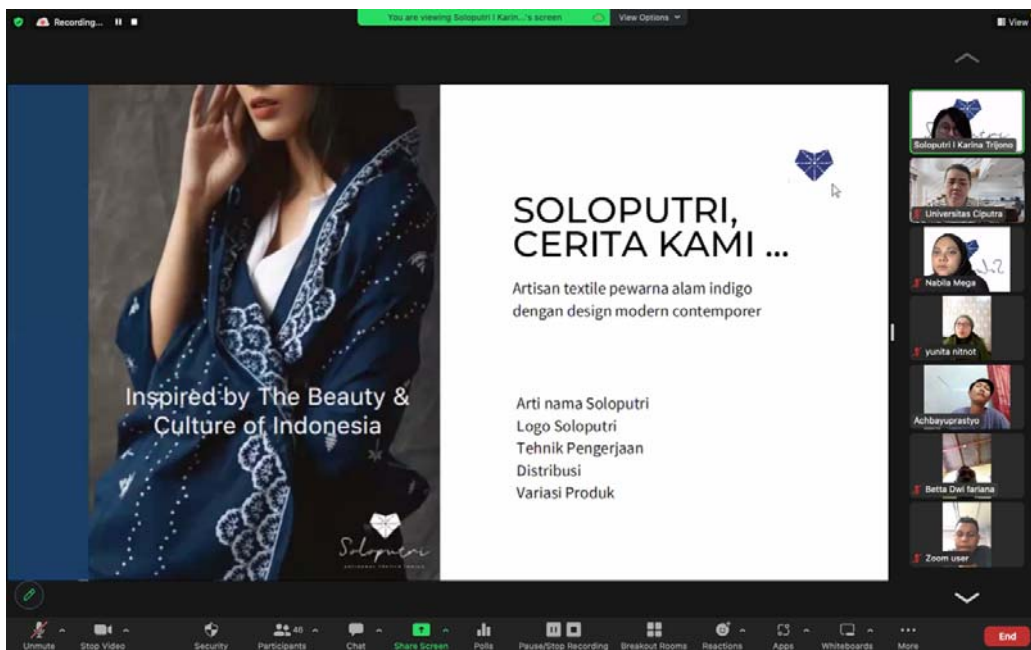 Recording...
You are viewing Soloputri I Karin...'s screen
View Options
View
SOLOPUTRI,
CERITA KAMI ...
Artisan textile pewarna alam indigo
dengan design modern contemporer
Arti nama Soloputri
Logo Soloputri
Tehnik Pengerjaan
Distribusi
Variasi Produk
Inspired by The Beauty &
Culture of Indonesia
Soloputri
Soloputri I Karina Trijono
Universitas Ciputra
Nabila Mega
yunita nitnot
Achbayuprastyo
Betta Dwi fariana
Zoom user
Unmute
Stop Video
Security
Participants
46
Chat
Share Screen
Polls
Pause/Stop Recording
Breakout Rooms
Reactions
Apps
Whiteboards
More
End